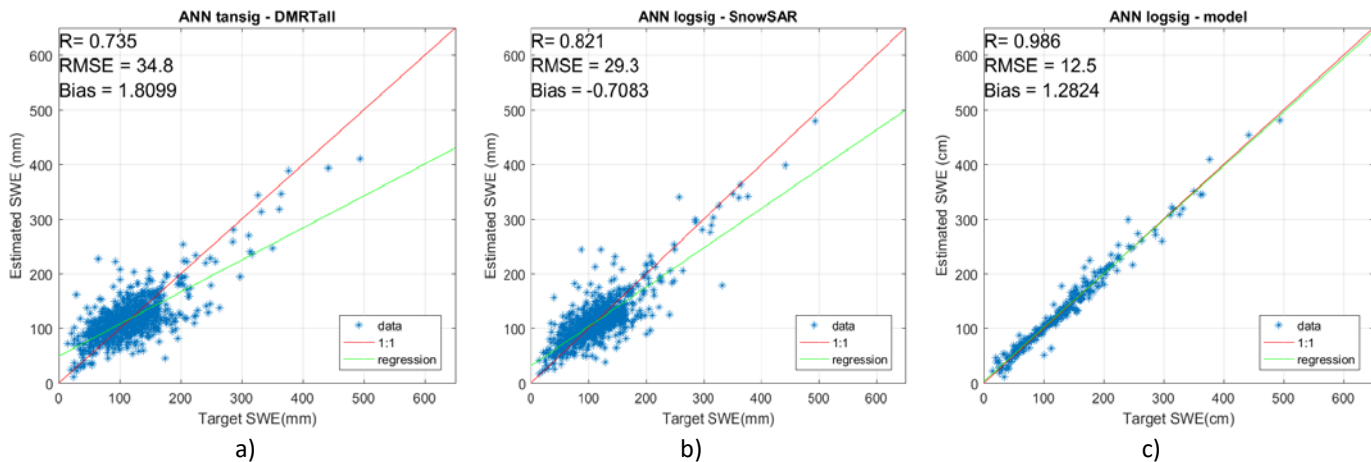 ANN tansig - DMRTall
R= 0.735
RMSE = 34.8
Bias = 1.8099
Estimated SWE (mm)
600
500
400
300
200
100
0
0 100 200 300 400 500 600
Target SWE(mm)
data
1:1
regression
a)
ANN logsig - SnowSAR
R= 0.821
RMSE = 29.3
Bias = -0.7083
Estimated SWE (mm)
600
500
400
300
200
100
0
0 100 200 300 400 500 600
Target SWE(mm)
data
1:1
regression
b)
ANN logsig - model
R= 0.986
RMSE = 12.5
Bias = 1.2824
Estimated SWE (cm)
600
500
400
300
200
100
0
0 100 200 300 400 500 600
Target SWE(cm)
data
1:1
regression
c)